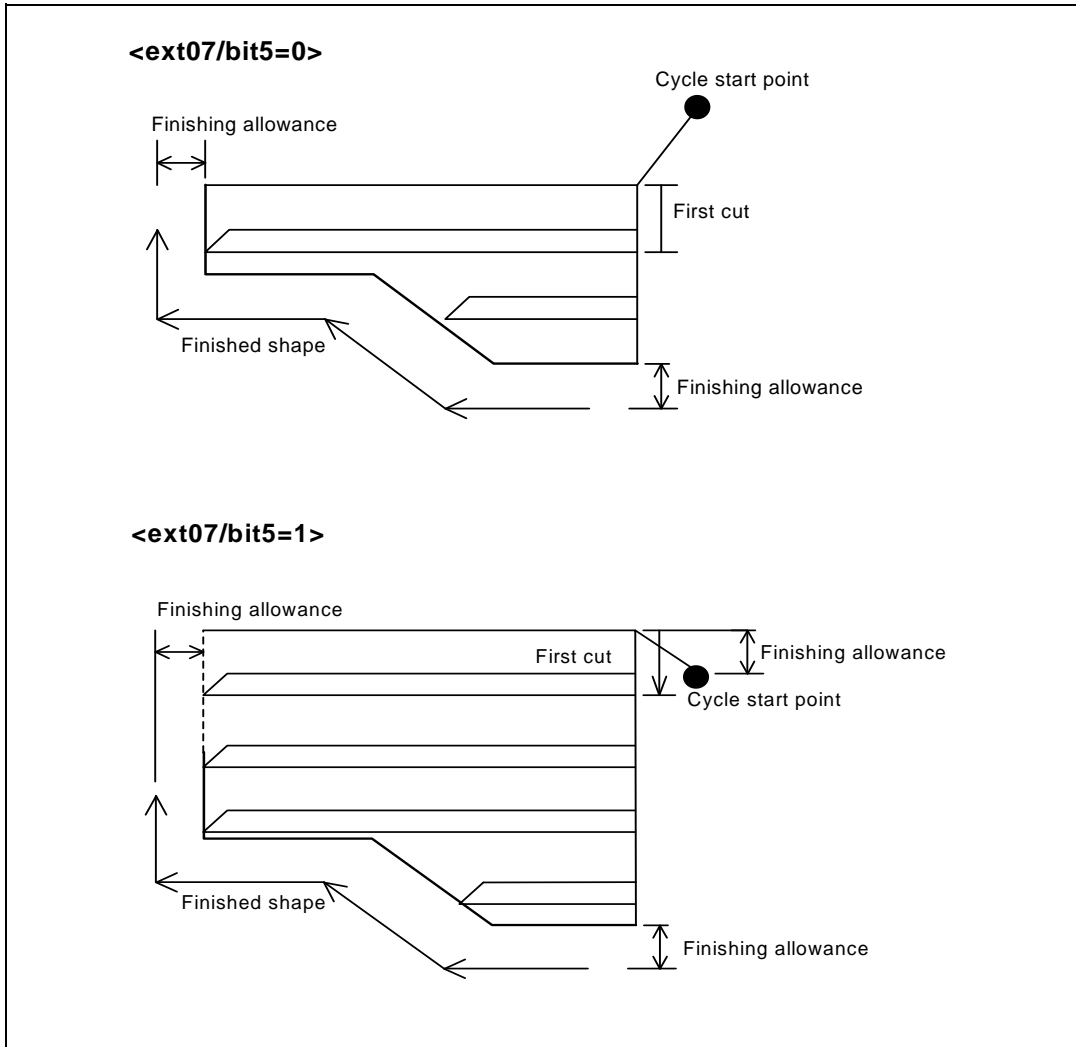 <ext07/bit5=0>
Cycle start point
Finishing allowance
First cut
Finished shape
Finishing allowance
<ext07/bit5=1>
Finishing allowance
First cut
Finishing allowance
Cycle start point
Finished shape
Finishing allowance